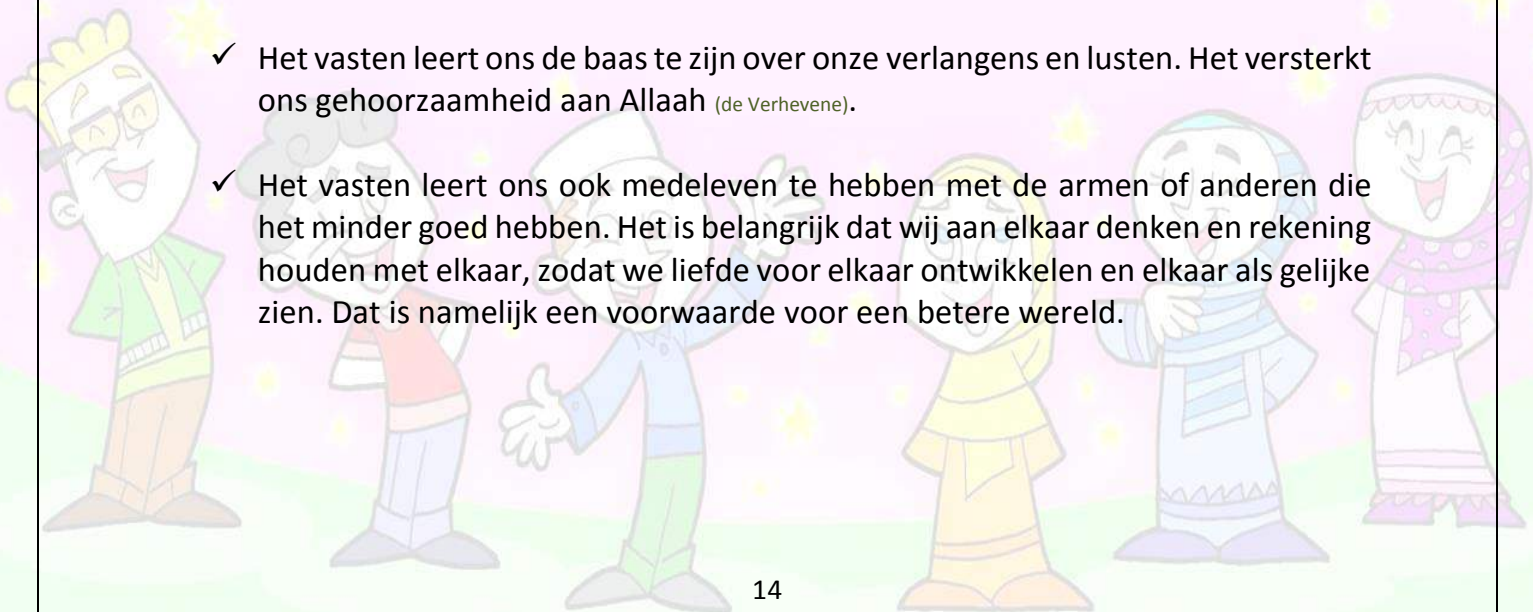 ✓ Het vasten leert ons de baas te zijn over onze verlangens en lusten. Het versterkt
ons gehoorzaamheid aan Allaah (de Verhevene).
✓ Het vasten leert ons ook medeleven te hebben met de armen of anderen die
het minder goed hebben. Het is belangrijk dat wij aan elkaar denken en rekening
houden met elkaar, zodat we liefde voor elkaar ontwikkelen en elkaar als gelijke
zien. Dat is namelijk een voorwaarde voor een betere wereld.
14